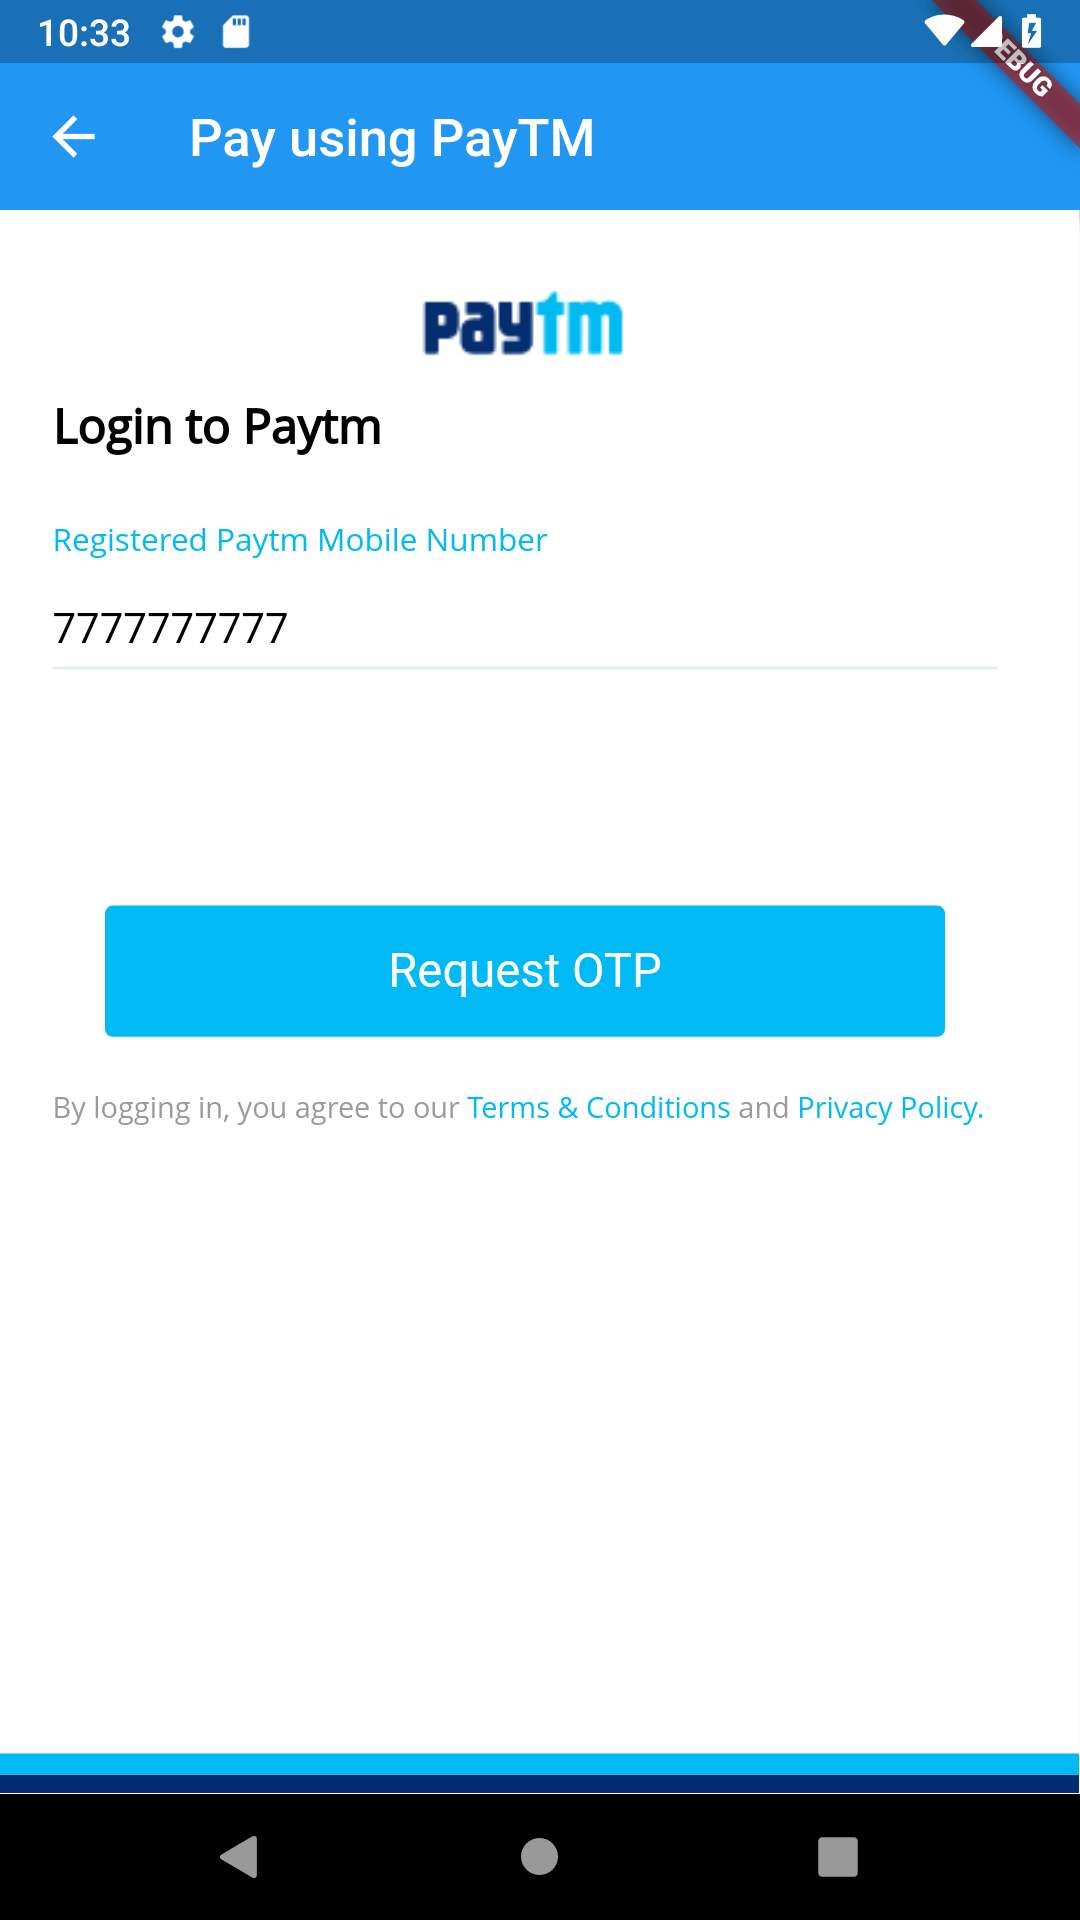 10:33
EBUG
Pay using PayTM
paytm
Login to Paytm
Registered Paytm Mobile Number
7777777777
Request OTP
By logging in, you agree to our Terms & Conditions and Privacy Policy.